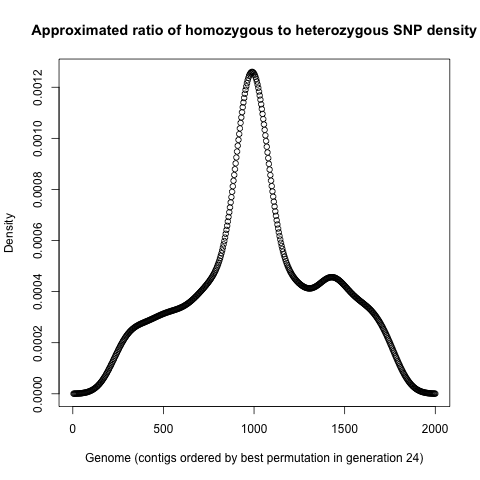 Approximated ratio of homozygous to heterozygous SNP density
0.0012
0.0010
0.0008
0.0006
0.0004
0.0002
0.0000
Density
0 500 1000 1500 2000
Genome (contigs ordered by best permutation in generation 24)